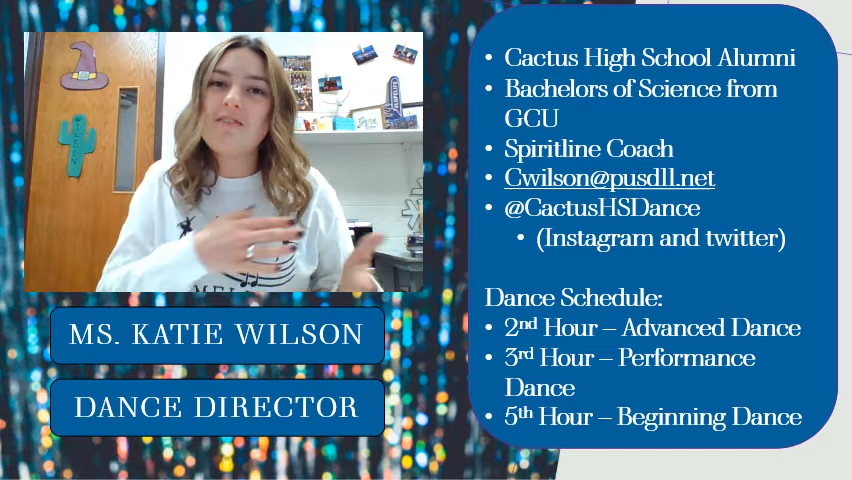 MS. KATIE WILSON
DANCE DIRECTOR
• Cactus High School Alumni
• Bachelors of Science from
GCU
• Spiritline Coach
• Cwilson@pusd11.net
• @CactusHSDance
• (Instagram and twitter)
Dance Schedule:
• 2nd Hour – Advanced Dance
• 3rd Hour – Performance
Dance
• 5th Hour – Beginning Dance
WILSON